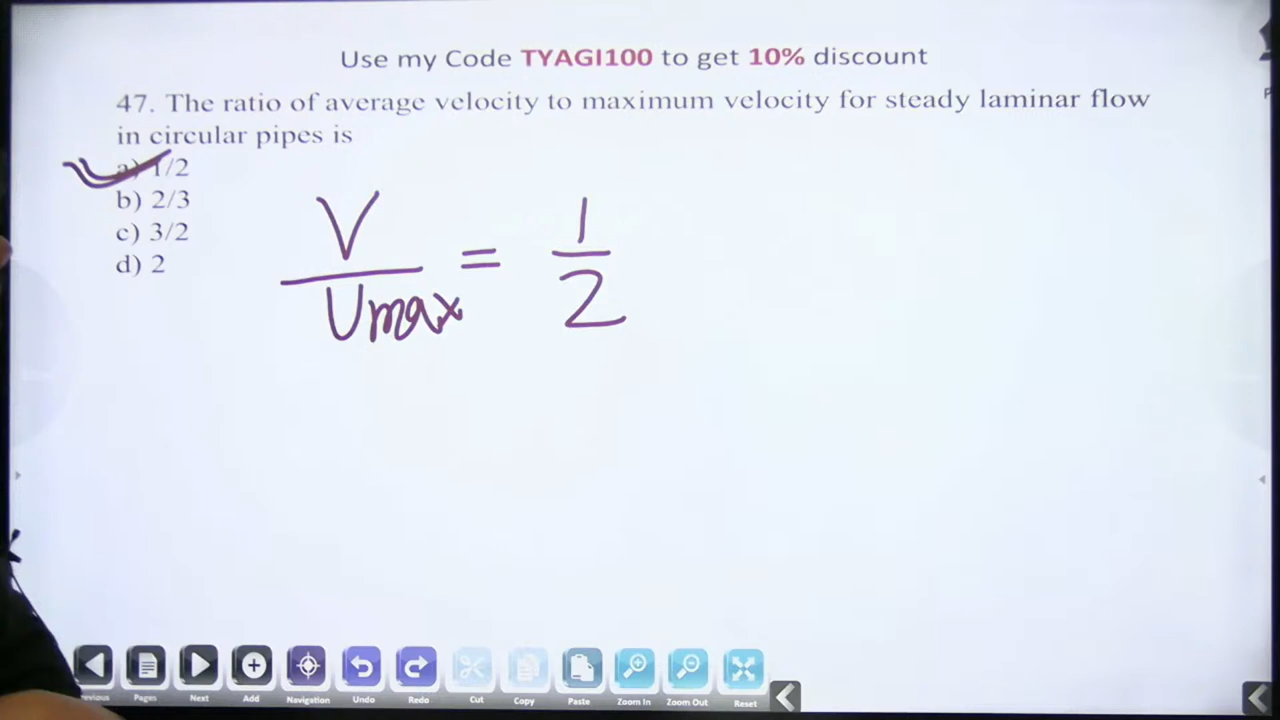 Use my Code TYAGI100 to get 10% discount
47. The ratio of average velocity to maximum velocity for steady laminar flow
in circular pipes is
a) 1/2
b) 2/3
c) 3/2
d) 2
V
Umax
=
1
2
Pages
Next
Add
Navigation
Undo
Redo
Cut
Copy
Paste
Zoom In
Zoom Out
Reset